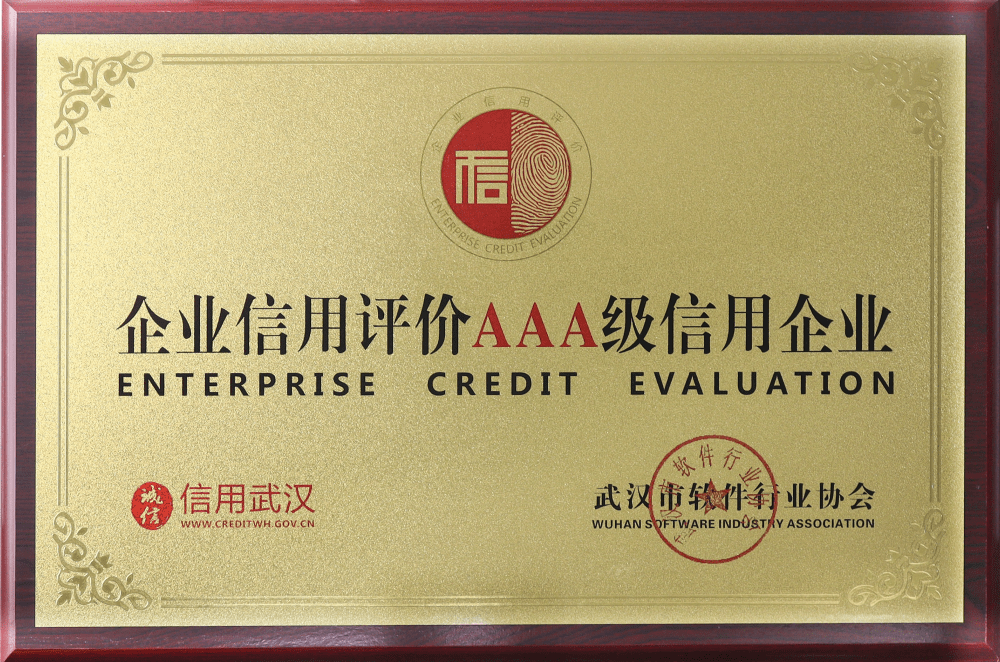 企业信用评价
信
ENTERPRISE CREDIT EVALUATION
企业信用评价AAA级信用企业
ENTERPRISE CREDIT EVALUATION
诚信
信用武汉
WWW.CREDITWH.GOV.CN
武汉市软件行业协会
WUHAN SOFTWARE INDUSTRY ASSOCIATION
软件行业